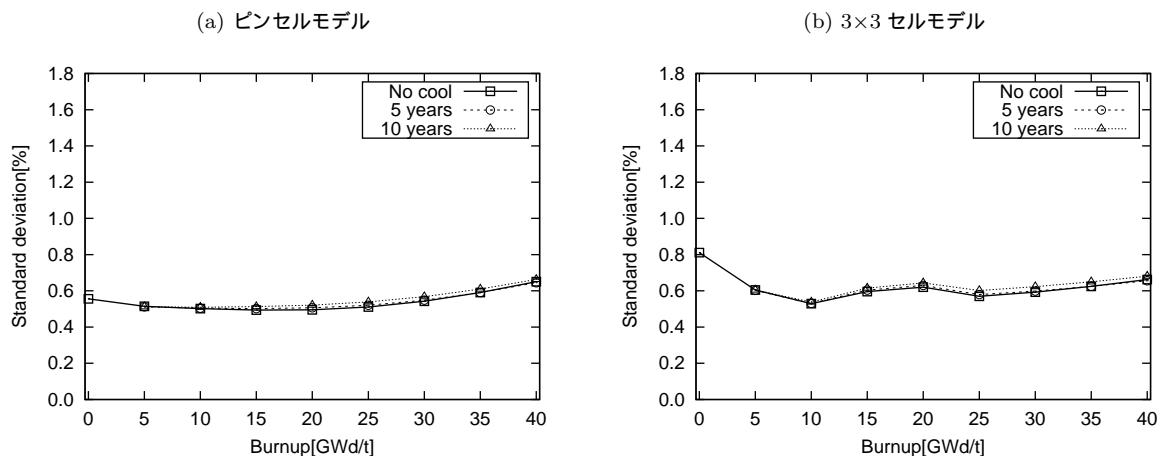 (a) ピンセルモデル
Standard deviation[%]
1.8
1.6
1.4
1.2
1.0
0.8
0.6
0.4
0.2
0.0
No cool
5 years
10 years
0 5 10 15 20 25 30 35 40
Burnup[GWd/t]
(b) 3×3 セルモデル
Standard deviation[%]
1.8
1.6
1.4
1.2
1.0
0.8
0.6
0.4
0.2
0.0
No cool
5 years
10 years
0 5 10 15 20 25 30 35 40
Burnup[GWd/t]